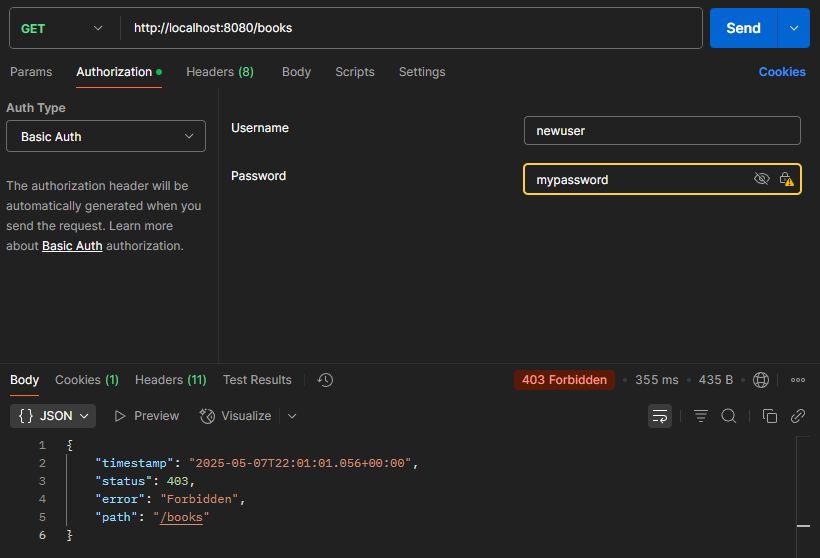 GET http://localhost:8080/books Send
Params Authorization Headers (8) Body Scripts Settings Cookies
Auth Type
Basic Auth
The authorization header will be
automatically generated when you
send the request. Learn more
about Basic Auth authorization.
Username newuser
Password mypassword
Body Cookies (1) Headers (11) Test Results 403 Forbidden • 355 ms • 435 B •
{} JSON Preview Visualize
1 {
2 "timestamp": "2025-05-07T22:01:01.056+00:00",
3 "status": 403,
4 "error": "Forbidden",
5 "path": "/books"
6 }